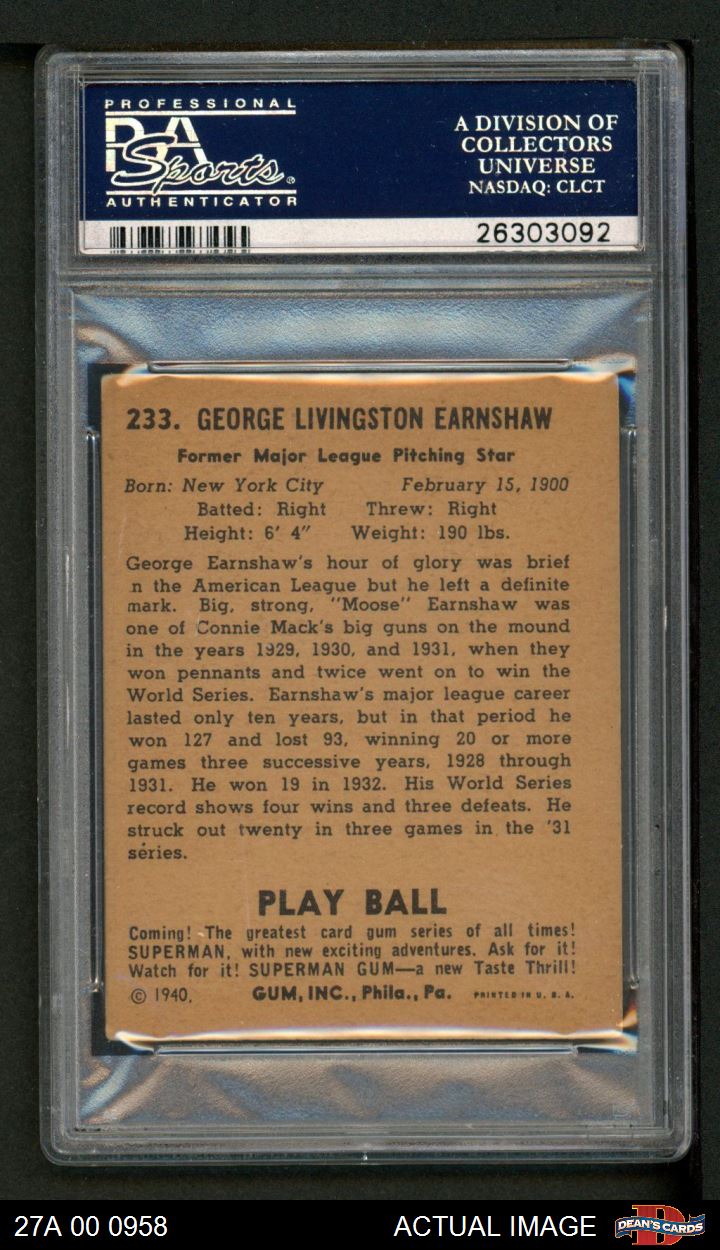 PROFESSIONAL
PSA
Sports®
AUTHENTICATOR
A DIVISION OF
COLLECTORS
UNIVERSE
NASDAQ: CLCT
26303092
233. GEORGE LIVINGSTON EARNSHAW
Former Major League Pitching Star
Born: New York City February 15, 1900
Batted: Right Threw: Right
Height: 6' 4" Weight: 190 lbs.
George Earnshaw's hour of glory was brief
n the American League but he left a definite
mark. Big, strong, "Moose" Earnshaw was
one of Connie Mack's big guns on the mound
in the years 1929, 1930, and 1931, when they
won pennants and twice went on to win the
World Series. Earnshaw's major league career
lasted only ten years, but in that period he
won 127 and lost 93, winning 20 or more
games three successive years, 1928 through
1931. He won 19 in 1932. His World Series
record shows four wins and three defeats. He
struck out twenty in three games in the '31
series.
PLAY BALL
Coming! The greatest card gum series of all times!
SUPERMAN, with new exciting adventures. Ask for it!
Watch for it! SUPERMAN GUM—a new Taste Thrill!
© 1940, GUM, INC., Phila., Pa. PRINTED IN U. S. A.
27A 00 0958 ACTUAL IMAGE DEAN'S CARDS